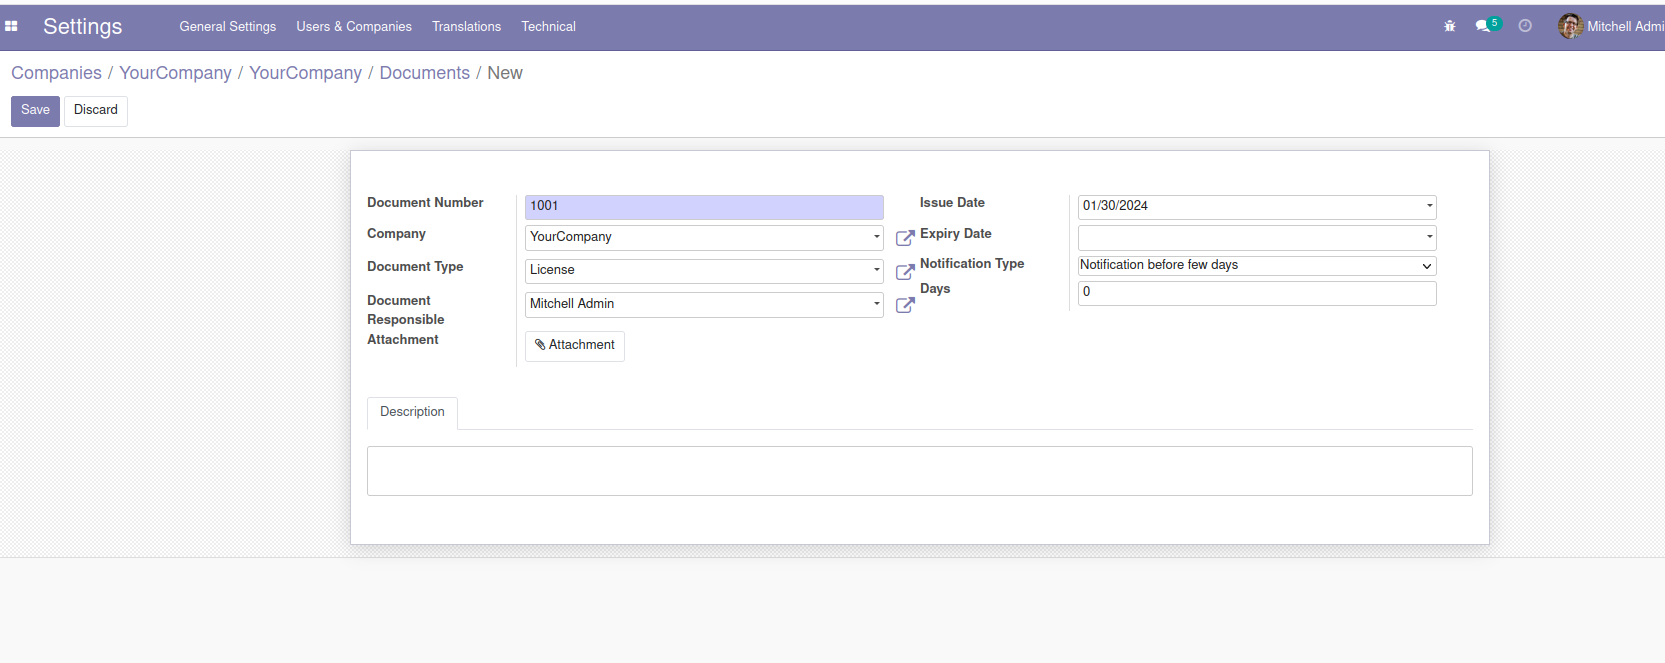 Settings General Settings Users & Companies Translations Technical 5 Mitchell Admi
Companies / YourCompany / YourCompany / Documents / New
Save Discard
Document Number 1001 Issue Date 01/30/2024
Company YourCompany Expiry Date
Document Type License Notification Type Notification before few days
Document Responsible Mitchell Admin Days 0
Attachment Attachment
Description